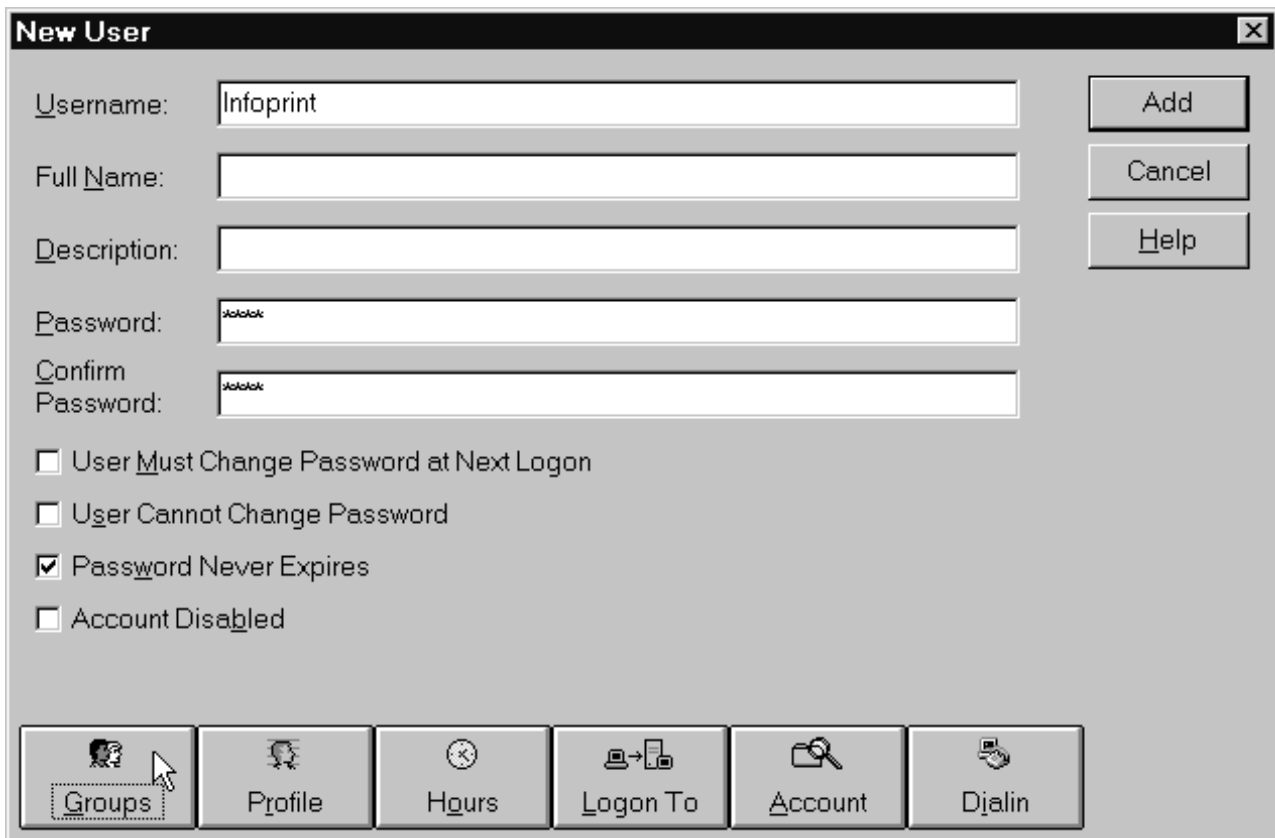 New User
Username: Infoprint Add
Full Name: Cancel
Description: Help
Password: *****
Confirm
Password: *****
User Must Change Password at Next Logon
User Cannot Change Password
Password Never Expires
Account Disabled
Groups Profile Hours Logon To Account Dialin